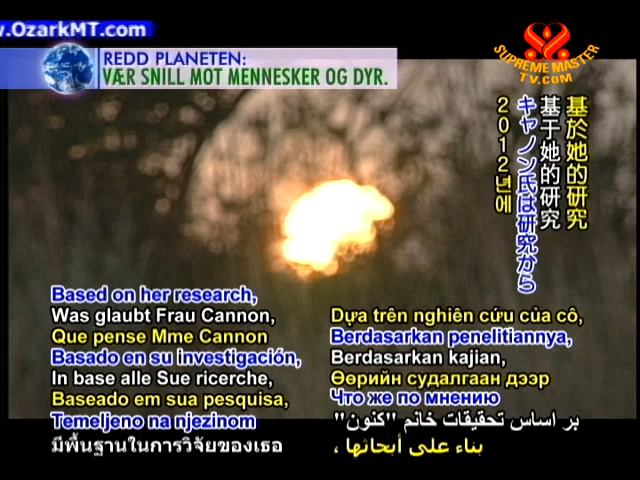 w.OzarkMT.com
REDD PLANETEN:
VÆR SNILL MOT MENNESKER OG DYR.
SUPREME MASTER
TV.COM
基於她的研究
基于她的研究
キャノン氏は研究から
2012년에
Based on her research,
Was glaubt Frau Cannon,
Que pense Mme Cannon
Basado en su investigación,
In base alle Sue ricerche,
Baseado em sua pesquisa,
Temeljeno na njezinom
มีพื้นฐานในการวิจัยของเธอ
Dựa trên nghiên cứu của cô,
Berdasarkan penelitiannya,
Berdasarkan kajian,
Өөрийн судалгаан дээр
Что же по мнению
بر اساس تحقیقات خانم "کنون"
بناء على أبحاثها ،